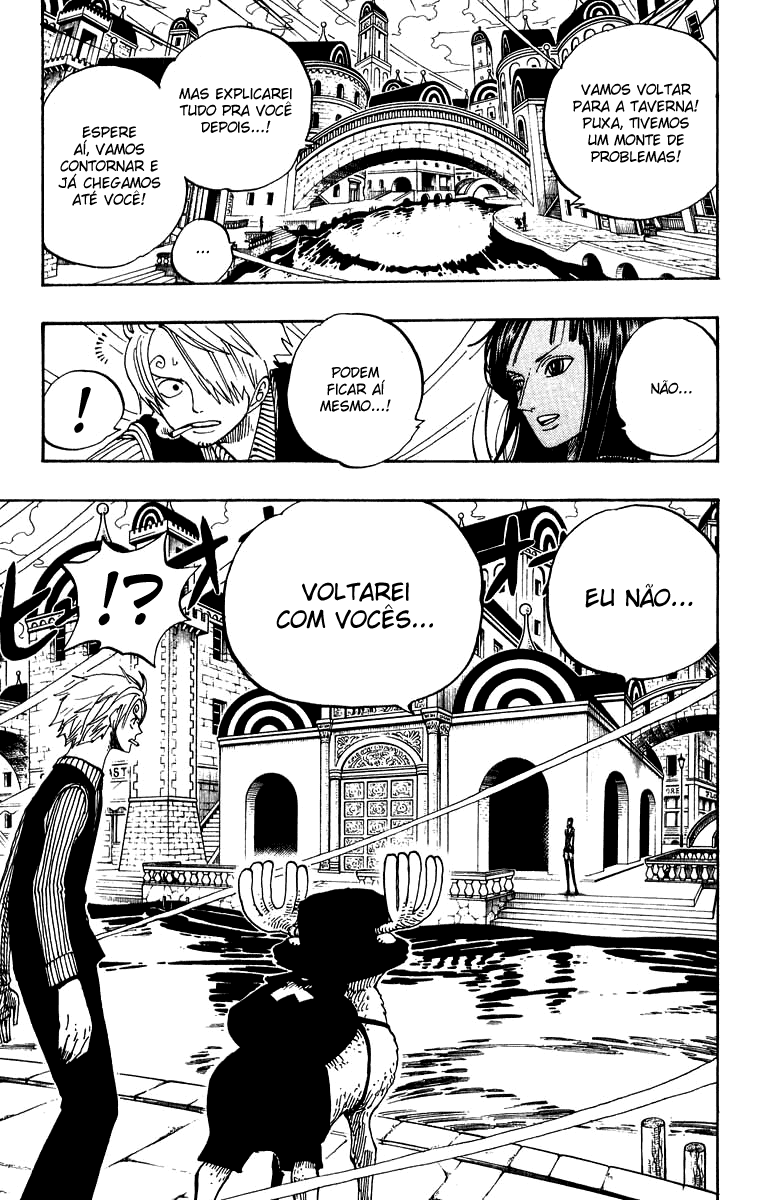 VAMOS VOLTAR
PARA A TAVERNA!
PUXA, TIVEMOS
UM MONTE DE
PROBLEMAS!
MAS EXPLICAREI
TUDO PRA VOCÊ
DEPOIS...!
ESPERE
AÍ, VAMOS
CONTORNAR E
JÁ CHEGAMOS
ATÉ VOCÊ!
...
NÃO...
PODEM
FICAR AÍ
MESMO...!
!
EU NÃO...
VOLTAREI
COM VOCÊS...
!?